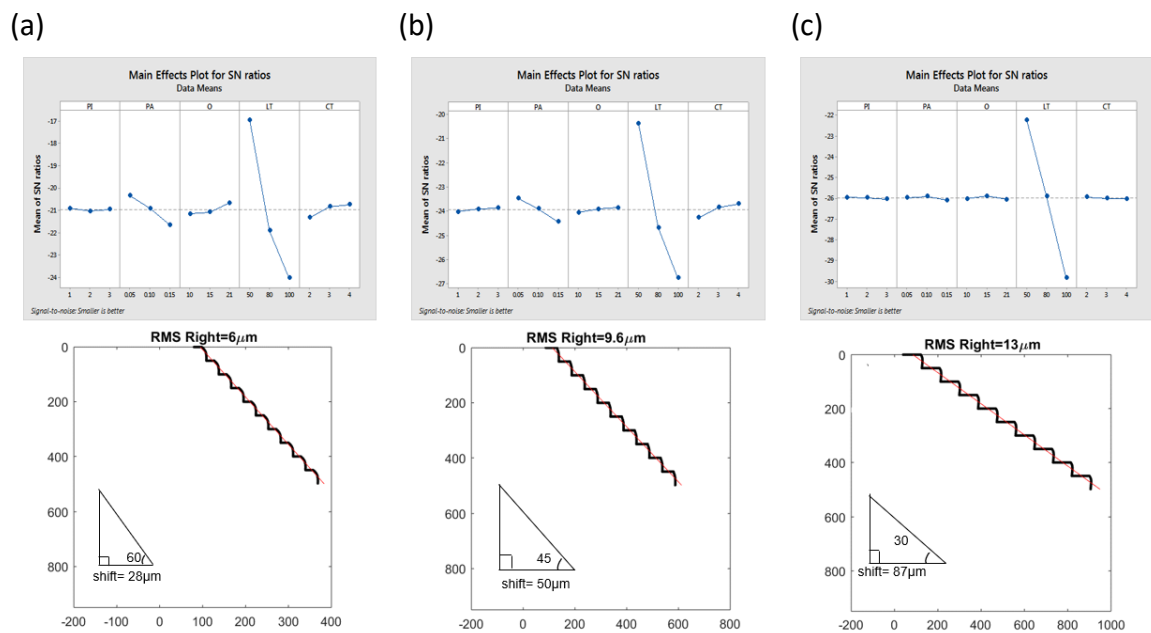 (a)
Main Effects Plot for SN ratios
Data Means
PI PA O LT CT
Mean of SN ratios
-17
-18
-19
-20
-21
-22
-23
-24
1 2 3 0.05 0.10 0.15 10 15 21 50 80 100 2 3 4
Signal-to-noise: Smaller is better
RMS Right=6μm
0
200
400
600
800
60
shift= 28μm
-200 -100 0 100 200 300 400
(b)
Main Effects Plot for SN ratios
Data Means
PI PA O LT CT
Mean of SN ratios
-20
-21
-22
-23
-24
-25
-26
-27
1 2 3 0.05 0.10 0.15 10 15 21 50 80 100 2 3 4
Signal-to-noise: Smaller is better
RMS Right=9.6μm
0
200
400
600
800
45
shift= 50μm
-200 0 200 400 600 800
(c)
Main Effects Plot for SN ratios
Data Means
PI PA O LT CT
Mean of SN ratios
-22
-23
-24
-25
-26
-27
-28
-29
-30
1 2 3 0.05 0.10 0.15 10 15 21 50 80 100 2 3 4
Signal-to-noise: Smaller is better
RMS Right=13μm
0
200
400
600
800
30
shift= 87μm
-200 0 200 400 600 800 1000